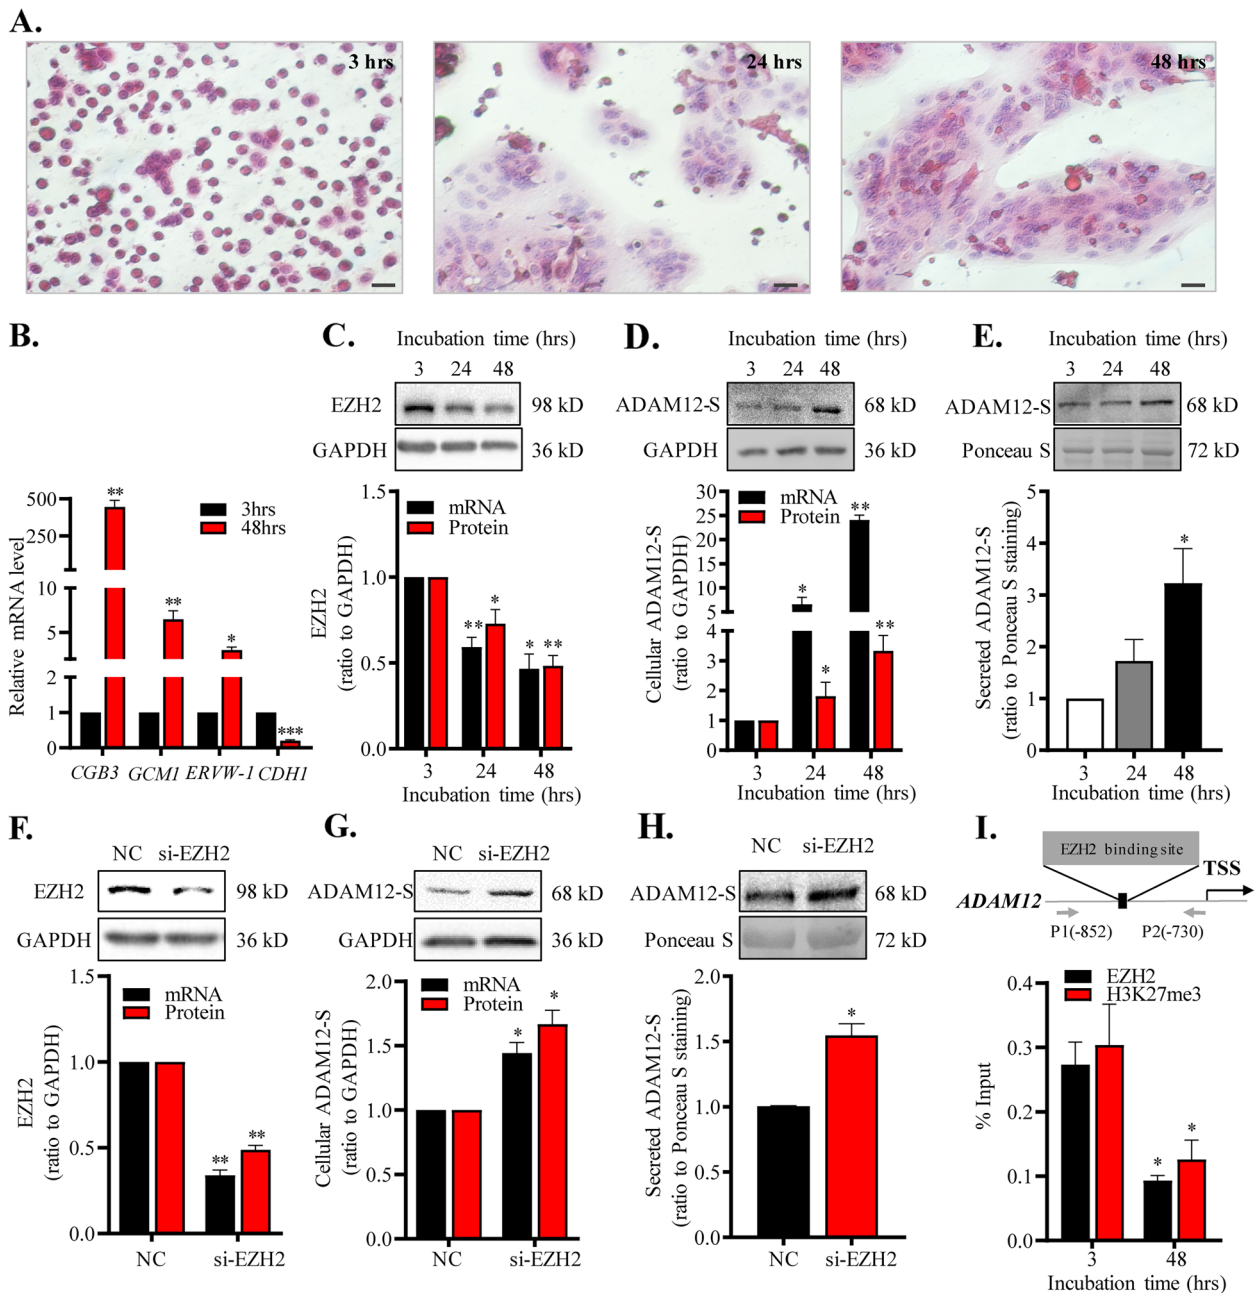 A.
3 hrs
24 hrs
48 hrs
B.
500
250
10
5
2
1
0
Relative mRNA level
3hrs
48hrs
**
**
*
***
CGB3 GCM1 ERVW-1 CDH1
C.
Incubation time (hrs)
3 24 48
EZH2 98 kD
GAPDH 36 kD
1.5
1.0
0.5
0.0
EZH2
(ratio to GAPDH)
mRNA
Protein
** * * **
3 24 48
Incubation time (hrs)
D.
Incubation time (hrs)
3 24 48
ADAM12-S 68 kD
GAPDH 36 kD
30
25
20
15
10
5
4
3
2
1
0
Cellular ADAM12-S
(ratio to GAPDH)
mRNA
Protein
* * ** **
3 24 48
Incubation time (hrs)
E.
Incubation time (hrs)
3 24 48
ADAM12-S 68 kD
Ponceau S 72 kD
5
4
3
2
1
0
Secreted ADAM12-S
(ratio to Ponceau S staining)
*
3 24 48
Incubation time (hrs)
F.
NC si-EZH2
EZH2 98 kD
GAPDH 36 kD
1.5
1.0
0.5
0.0
EZH2
(ratio to GAPDH)
mRNA
Protein
** **
NC si-EZH2
G.
NC si-EZH2
ADAM12-S 68 kD
GAPDH 36 kD
2.0
1.5
1.0
0.5
0.0
Cellular ADAM12-S
(ratio to GAPDH)
mRNA
Protein
* *
NC si-EZH2
H.
NC si-EZH2
ADAM12-S 68 kD
Ponceau S 72 kD
2.0
1.5
1.0
0.5
0.0
Secreted ADAM12-S
(ratio to Ponceau S staining)
*
NC si-EZH2
I.
EZH2 binding site
TSS
ADAM12
P1(-852) P2(-730)
0.4
0.3
0.2
0.1
0.0
% Input
EZH2
H3K27me3
* *
3 48
Incubation time (hrs)